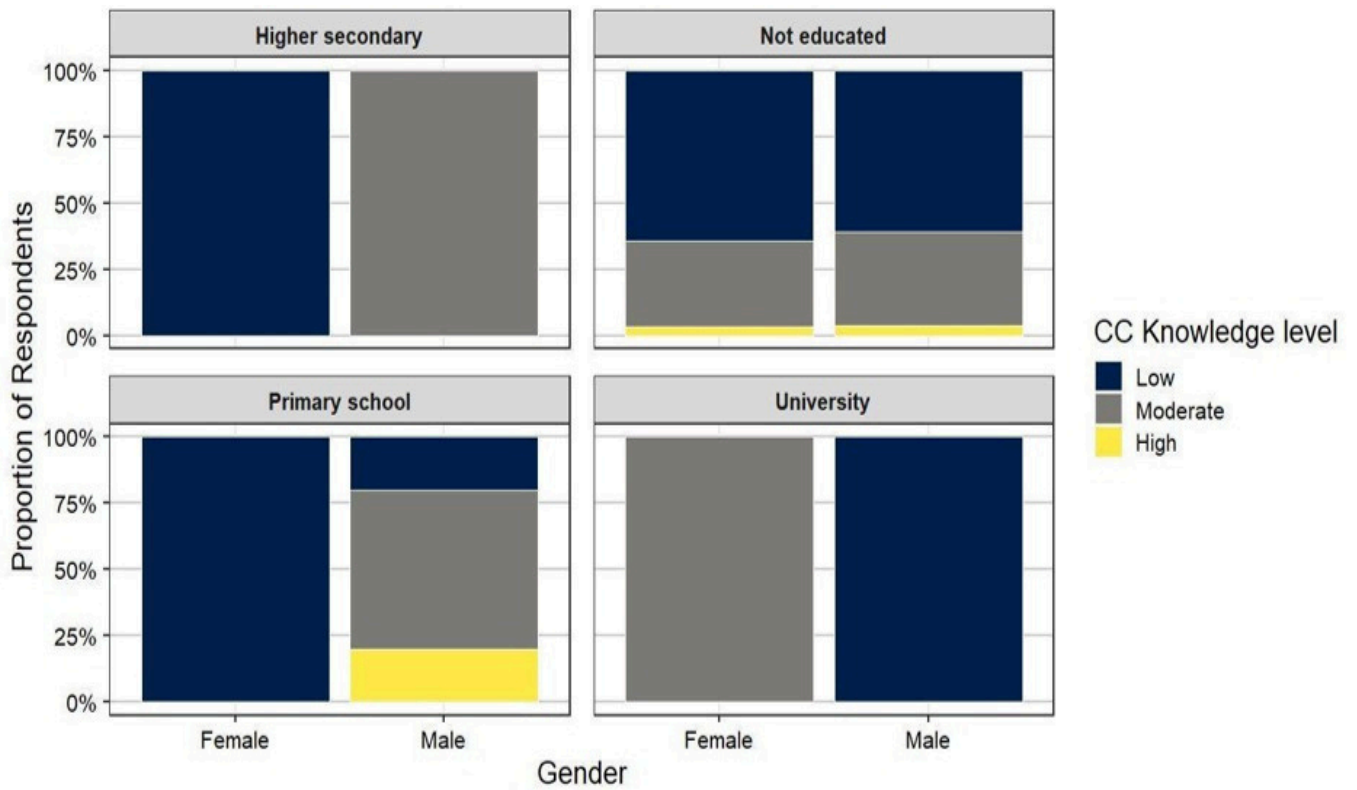 Higher secondary
Not educated
100%
75%
50%
25%
0%
Proportion of Respondents
CC Knowledge level
Low
Moderate
High
Primary school
University
100%
75%
50%
25%
0%
Female
Male
Female
Male
Gender